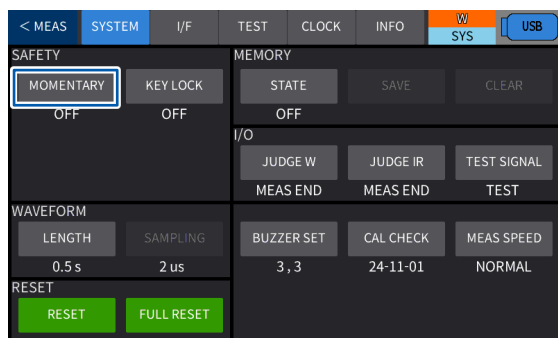 < MEAS SYSTEM I/F TEST CLOCK INFO W SYS USB
SAFETY
MOMENTARY KEY LOCK
OFF OFF
MEMORY
STATE SAVE CLEAR
OFF
I/O
JUDGE W JUDGE IR TEST SIGNAL
MEAS END MEAS END TEST
WAVEFORM
LENGTH SAMPLING
0.5 s 2 us
BUZZER SET CAL CHECK MEAS SPEED
3 , 3 24-11-01 NORMAL
RESET
RESET FULL RESET